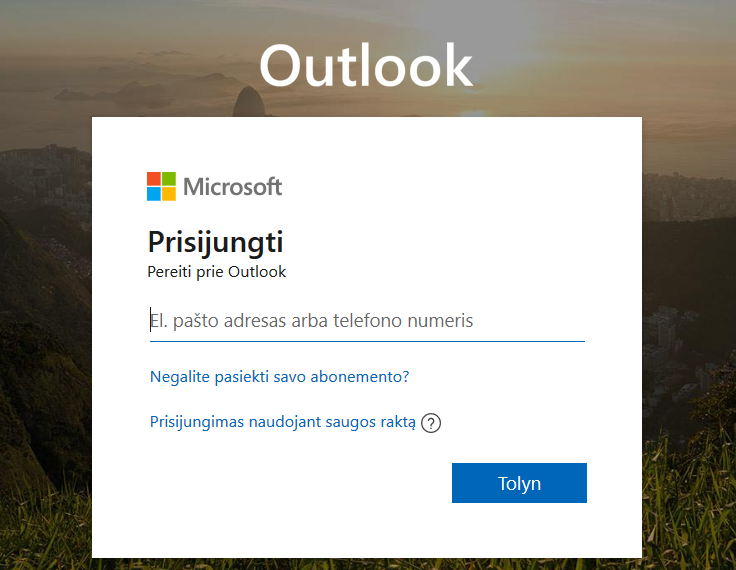 Outlook
Microsoft
Prisijungti
Pereiti prie Outlook
El. pašto adresas arba telefono numeris
Negalite pasiekti savo abonemento?
Prisijungimas naudojant saugos raktą ?
Tolyn